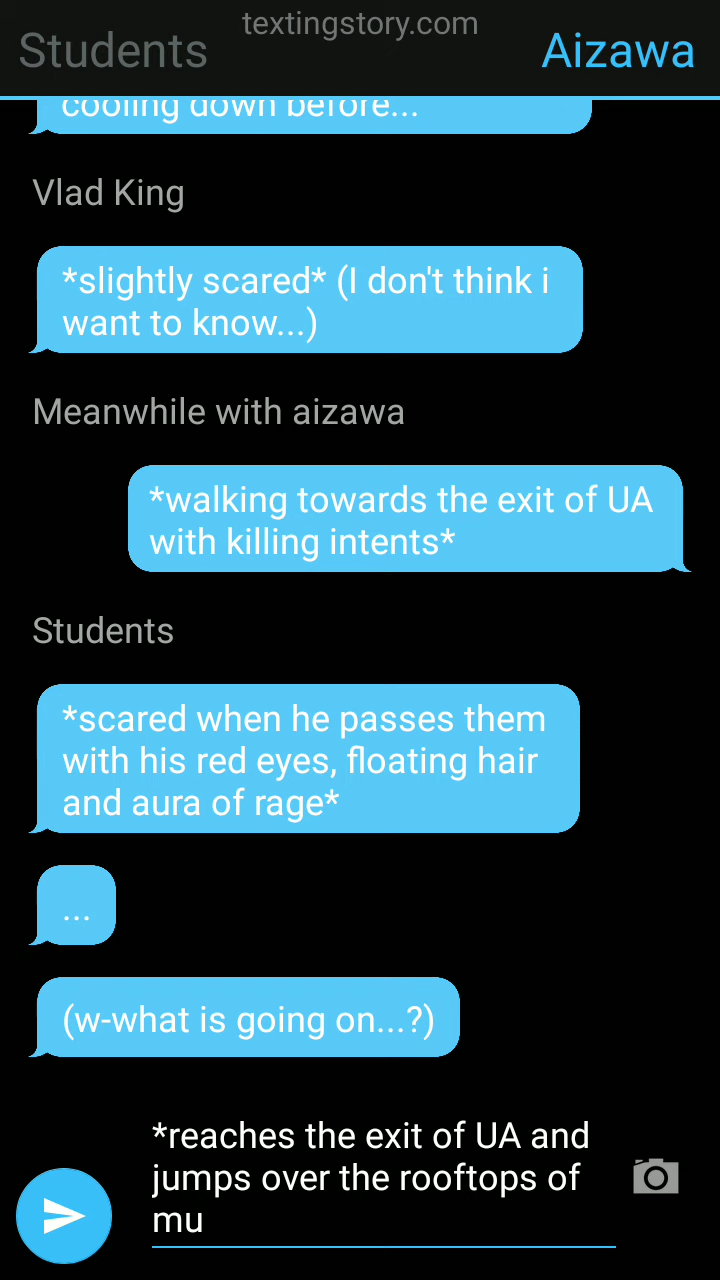 textingstory.com
Students
Aizawa
cooling down before...
Vlad King
*slightly scared* (I don't think i
want to know...)
Meanwhile with aizawa
*walking towards the exit of UA
with killing intents*
Students
*scared when he passes them
with his red eyes, floating hair
and aura of rage*
...
(w-what is going on...?)
*reaches the exit of UA and
jumps over the rooftops of
mu